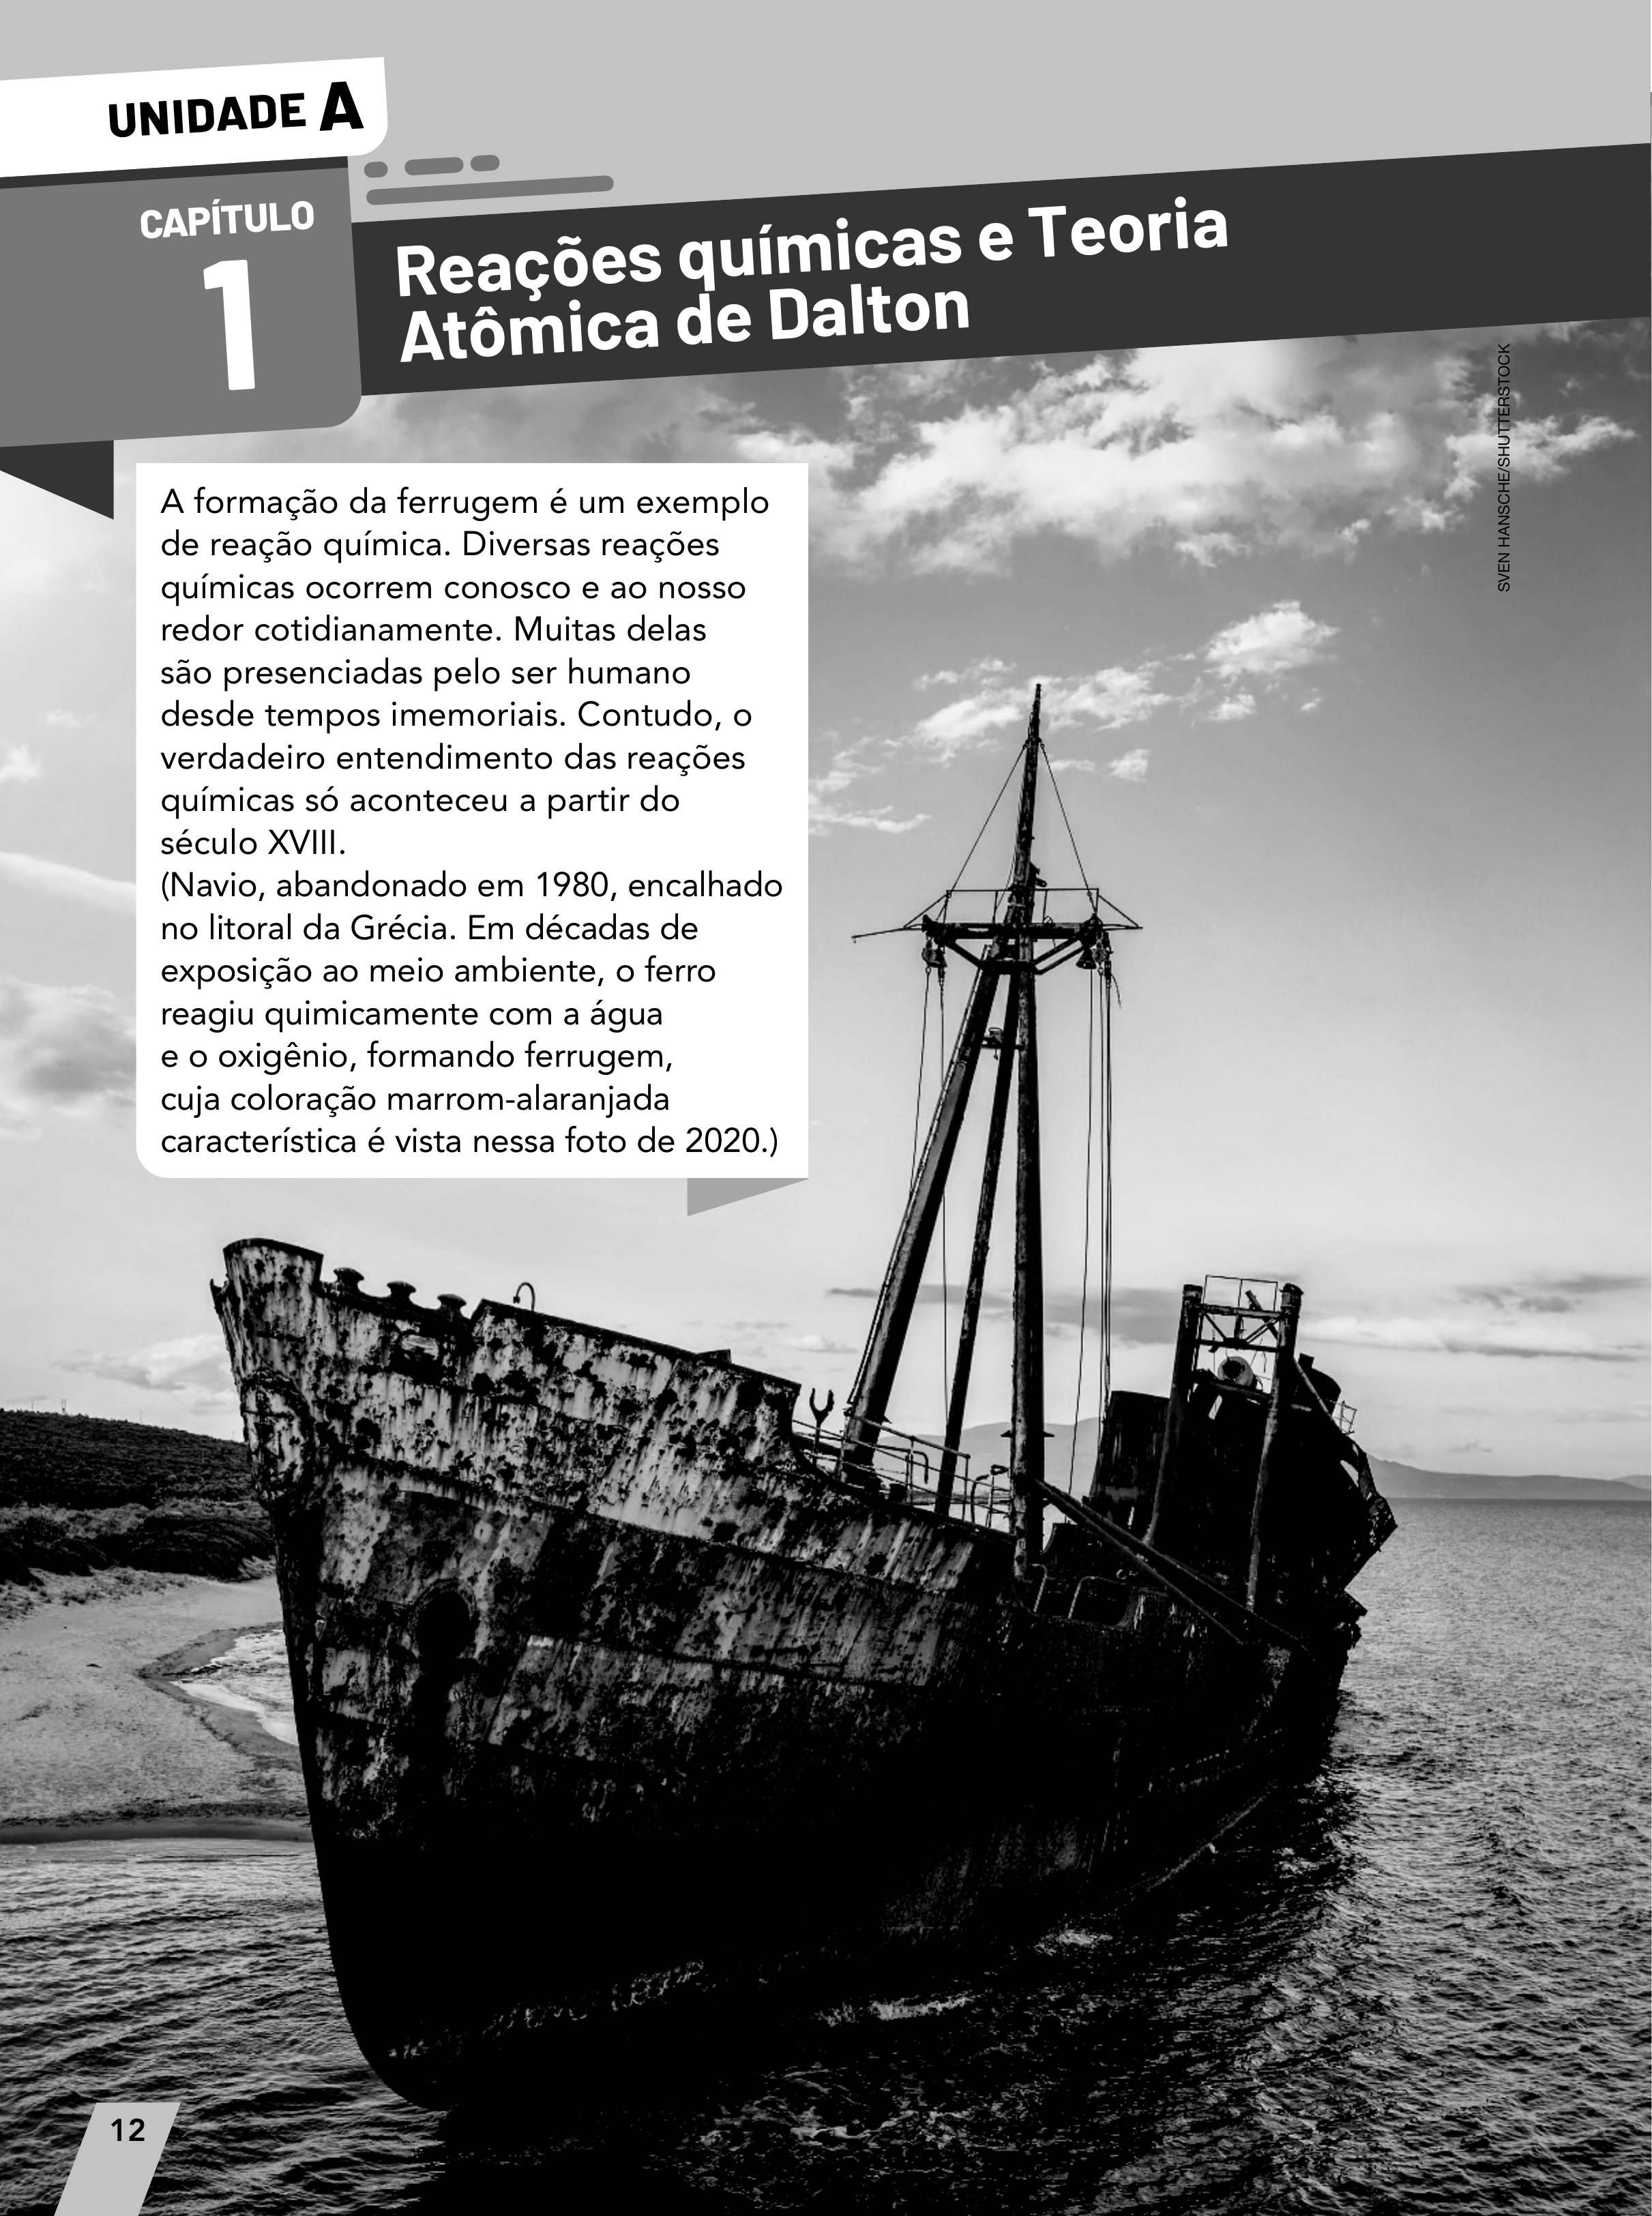 UNIDADE A
CAPÍTULO
1
Reações químicas e Teoria
Atômica de Dalton
SVEN HANSCHE/SHUTTERSTOCK
A formação da ferrugem é um exemplo
de reação química. Diversas reações
químicas ocorrem conosco e ao nosso
redor cotidianamente. Muitas delas
são presenciadas pelo ser humano
desde tempos imemoriais. Contudo, o
verdadeiro entendimento das reações
químicas só aconteceu a partir do
século XVIII.
(Navio, abandonado em 1980, encalhado
no litoral da Grécia. Em décadas de
exposição ao meio ambiente, o ferro
reagiu quimicamente com a água
e o oxigênio, formando ferrugem,
cuja coloração marrom-alaranjada
característica é vista nessa foto de 2020.)
12